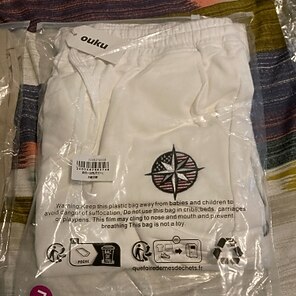 ouku
Warning: Keep this plastic bag away from babies and children to
avoid danger of suffocation. Do not use this bag in cribs, beds, carriages
or playpens. This film may cling to nose and mouth and prevent
breathing This bag is not a toy.
quefairedemesdechets.fr